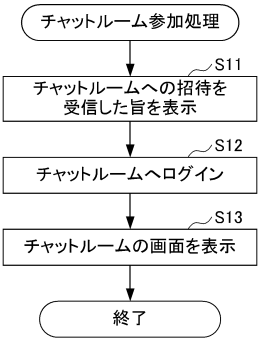 チャットルーム参加処理
S11
チャットルームへの招待を
受信した旨を表示
S12
チャットルームへログイン
S13
チャットルームの画面を表示
終了